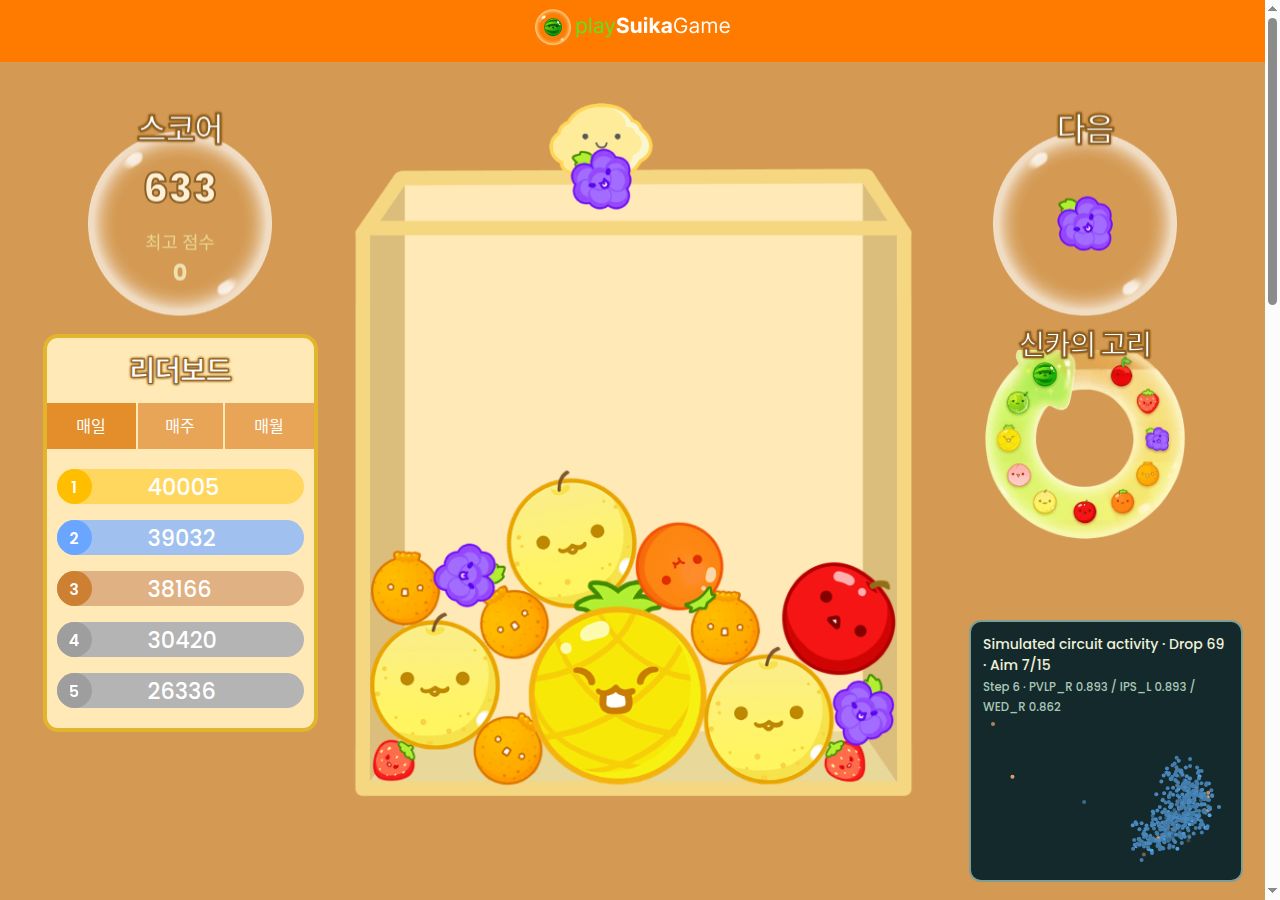 playSuikaGame
스코어
633
최고 점수
0
리더보드
매일 매주 매월
1 40005
2 39032
3 38166
4 30420
5 26336
다음
신카의 고리
Simulated circuit activity · Drop 69
· Aim 7/15
Step 6 · PVLP_R 0.893 / IPS_L 0.893 /
WED_R 0.862